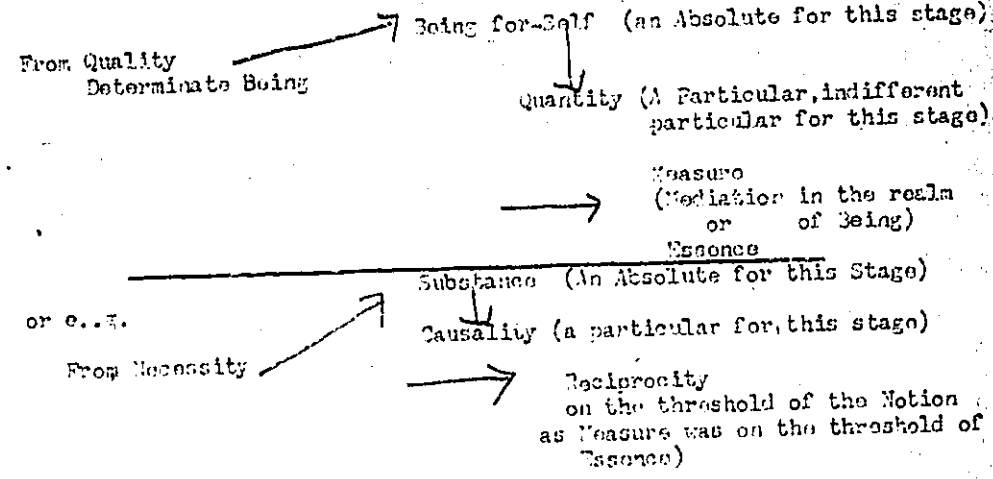 Being for-Self (an Absolute for this stage)
From Quality
Determinate Being
Quantity (A Particular, indifferent
particular for this stage)
Measure
(Mediation in the realm
or of Being)
Essence
Substance (An Absolute for this Stage)
or e..g.
Causality (a particular for, this stage)
From Necessity
Reciprocity
on the threshold of the Notion
as Measure was on the threshold of
Essence)